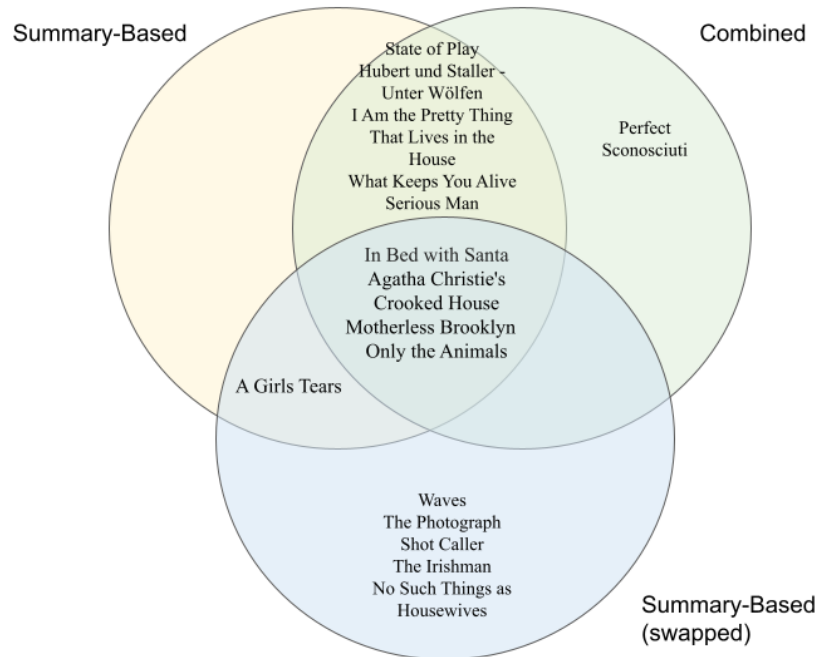 Summary-Based
Combined
State of Play
Hubert und Staller -
Unter Wölfen
I Am the Pretty Thing
That Lives in the
House
What Keeps You Alive
Serious Man
Perfect
Sconosciuti
In Bed with Santa
Agatha Christie's
Crooked House
Motherless Brooklyn
Only the Animals
A Girls Tears
Waves
The Photograph
Shot Caller
The Irishman
No Such Things as
Housewives
Summary-Based
(swapped)